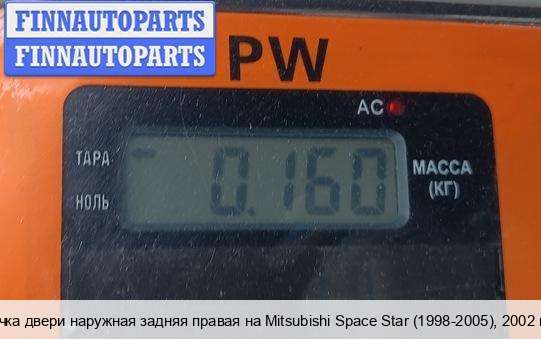 FINNAUTOPARTS
FINNAUTOPARTS
PW
AC
ТАРА
0.160
МАССА
(КГ)
НОЛЬ
двери наружная задняя правая на Mitsubishi Space Star (1998-2005), 2002